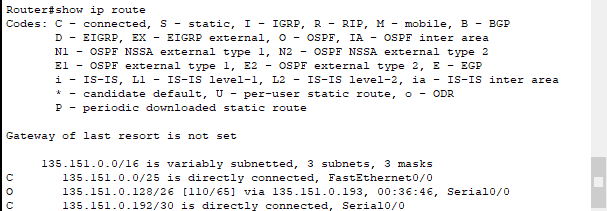 Router#show ip route
Codes: C - connected, S - static, I - IGRP, R - RIP, M - mobile, B - BGP
       D - EIGRP, EX - EIGRP external, O - OSPF, IA - OSPF inter area
       N1 - OSPF NSSA external type 1, N2 - OSPF NSSA external type 2
       E1 - OSPF external type 1, E2 - OSPF external type 2, E - EGP
       i - IS-IS, L1 - IS-IS level-1, L2 - IS-IS level-2, ia - IS-IS inter area
       * - candidate default, U - per-user static route, o - ODR
       P - periodic downloaded static route

Gateway of last resort is not set

     135.151.0.0/16 is variably subnetted, 3 subnets, 3 masks
C       135.151.0.0/25 is directly connected, FastEthernet0/0
O       135.151.0.128/26 [110/65] via 135.151.0.193, 00:36:46, Serial0/0
C       135.151.0.192/30 is directly connected, Serial0/0